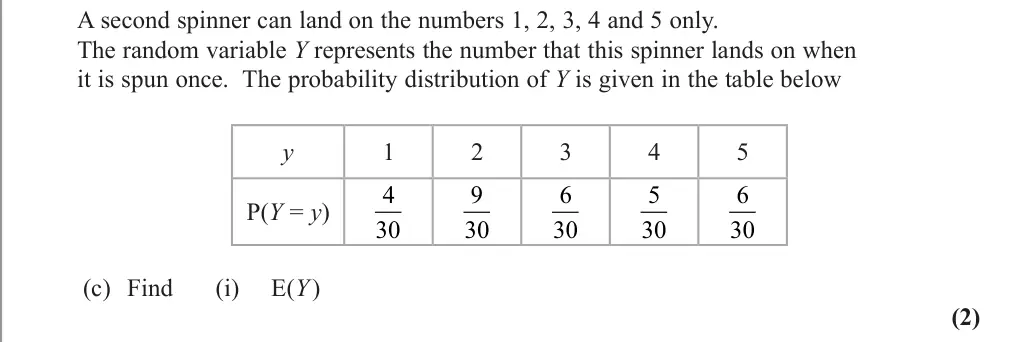 A second spinner can land on the numbers 1, 2, 3, 4 and 5 only.
The random variable Y represents the number that this spinner lands on when
it is spun once. The probability distribution of Y is given in the table below
y 1 2 3 4 5
P(Y = y) 4/30 9/30 6/30 5/30 6/30
(c) Find (i) E(Y)
(2)